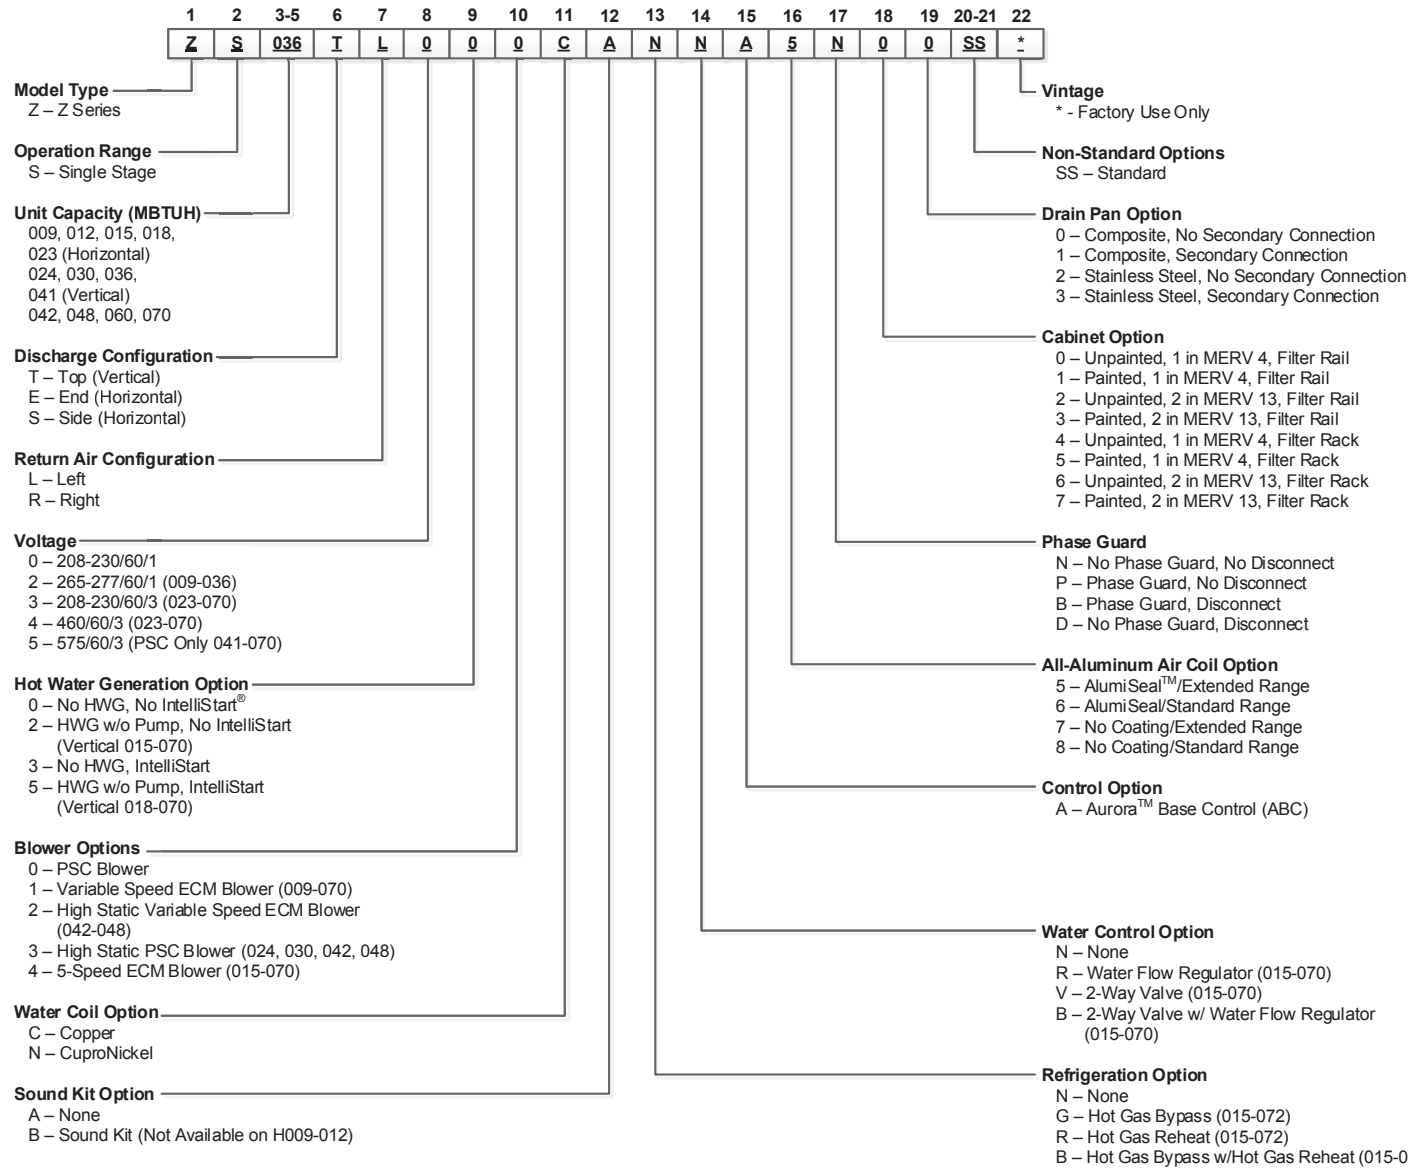 1 2 3-5 6 7 8 9 10 11 12 13 14 15 16 17 18 19 20-21 22
Z S 036 T L 0 0 0 C A N N A 5 N 0 0 SS *
Model Type
Z – Z Series
Operation Range
S – Single Stage
Unit Capacity (MBTUH)
009, 012, 015, 018,
023 (Horizontal)
024, 030, 036,
041 (Vertical)
042, 048, 060, 070
Discharge Configuration
T – Top (Vertical)
E – End (Horizontal)
S – Side (Horizontal)
Return Air Configuration
L – Left
R – Right
Voltage
0 – 208-230/60/1
2 – 265-277/60/1 (009-036)
3 – 208-230/60/3 (023-070)
4 – 460/60/3 (023-070)
5 – 575/60/3 (PSC Only 041-070)
Hot Water Generation Option
0 – No HWG, No IntelliStart®
2 – HWG w/o Pump, No IntelliStart
(Vertical 015-070)
3 – No HWG, IntelliStart
5 – HWG w/o Pump, IntelliStart
(Vertical 018-070)
Blower Options
0 – PSC Blower
1 – Variable Speed ECM Blower (009-070)
2 – High Static Variable Speed ECM Blower
(042-048)
3 – High Static PSC Blower (024, 030, 042, 048)
4 – 5-Speed ECM Blower (015-070)
Water Coil Option
C – Copper
N – CuproNickel
Sound Kit Option
A – None
B – Sound Kit (Not Available on H009-012)
Vintage
* - Factory Use Only
Non-Standard Options
SS – Standard
Drain Pan Option
0 – Composite, No Secondary Connection
1 – Composite, Secondary Connection
2 – Stainless Steel, No Secondary Connection
3 – Stainless Steel, Secondary Connection
Cabinet Option
0 – Unpainted, 1 in MERV 4, Filter Rail
1 – Painted, 1 in MERV 4, Filter Rail
2 – Unpainted, 2 in MERV 13, Filter Rail
3 – Painted, 2 in MERV 13, Filter Rail
4 – Unpainted, 1 in MERV 4, Filter Rack
5 – Painted, 1 in MERV 4, Filter Rack
6 – Unpainted, 2 in MERV 13, Filter Rack
7 – Painted, 2 in MERV 13, Filter Rack
Phase Guard
N – No Phase Guard, No Disconnect
P – Phase Guard, No Disconnect
B – Phase Guard, Disconnect
D – No Phase Guard, Disconnect
All-Aluminum Air Coil Option
5 – AlumiSeal™/Extended Range
6 – AlumiSeal/Standard Range
7 – No Coating/Extended Range
8 – No Coating/Standard Range
Control Option
A – Aurora™ Base Control (ABC)
Water Control Option
N – None
R – Water Flow Regulator (015-070)
V – 2-Way Valve (015-070)
B – 2-Way Valve w/ Water Flow Regulator
(015-070)
Refrigeration Option
N – None
G – Hot Gas Bypass (015-072)
R – Hot Gas Reheat (015-072)
B – Hot Gas Bypass w/Hot Gas Reheat (015-0